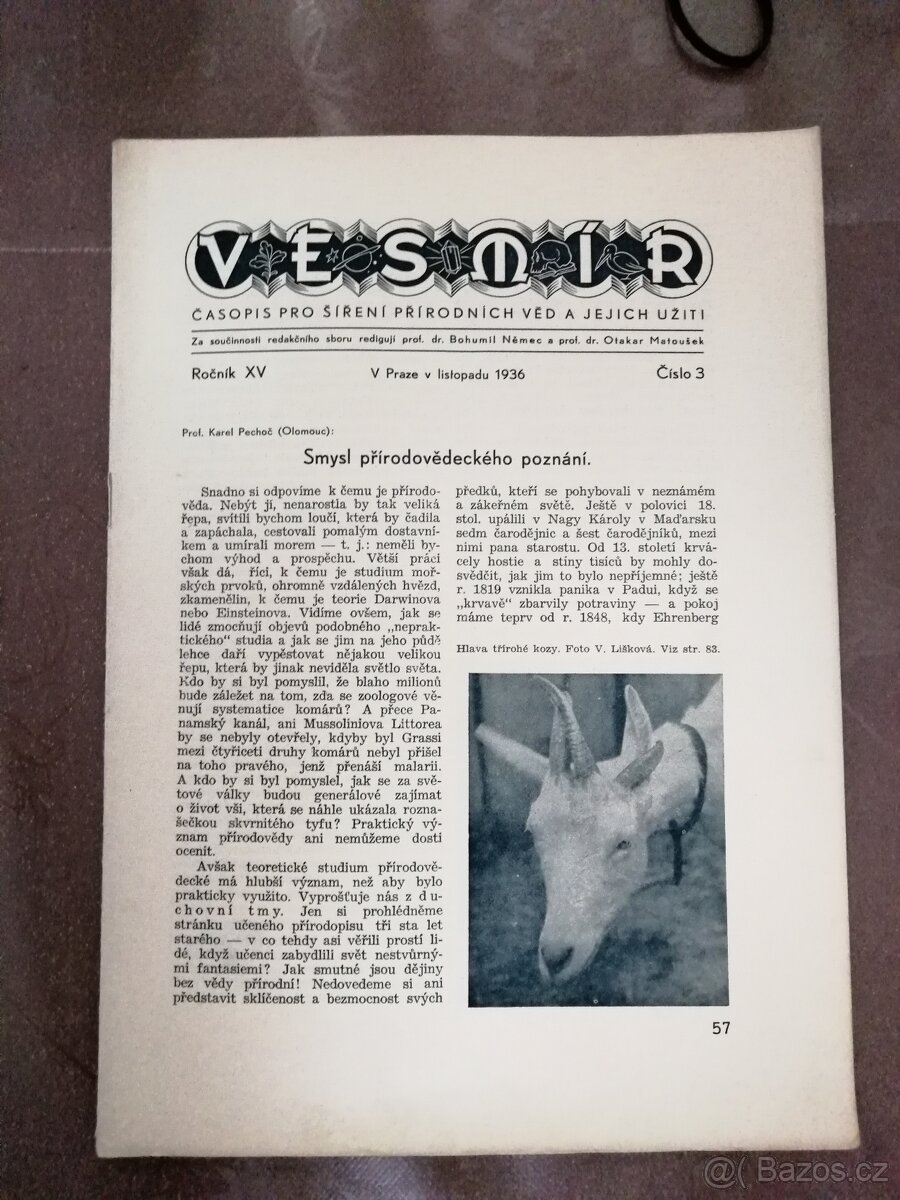 VESMÍR
ČASOPIS PRO ŠÍŘENÍ PŘÍRODNÍCH VĚD A JEJICH UŽITI
Za součinnosti redakčního sboru redigují prof. dr. Bohumil Němec a prof. dr. Otakar Matoušek
Ročník XV V Praze v listopadu 1936 Číslo 3
Prof. Karel Pechoč (Olomouc):
Smysl přírodovědeckého poznání.
Snadno si odpovíme k čemu je přírodo-
věda. Nebýt jí, nenarostla by tak veliká
řepa, svítili bychom loučí, která by čadila
a zapáchala, cestovali pomalým dostavní-
kem a umírali morem — t. j.: neměli by-
chom výhod a prospěchu. Větší práci
však dá, říci, k čemu je studium moř-
ských prvoků, ohromně vzdálených hvězd,
zkamenělin, k čemu je teorie Darwinova
nebo Einsteinova. Vidíme ovšem, jak se
lidé zmocňují objevů podobného „neprak-
tického“ studia a jak se jim na jeho půdě
lehce daří vypěstovat nějakou velikou
řepu, která by jinak neviděla světlo světa.
Kdo by si byl pomyslil, že blaho milionů
bude záležet na tom, zda se zoologové vě-
nují systematice komárů? A přece Pa-
namský kanál, ani Mussoliniova Littorea
by se nebyly otevřely, kdyby byl Grassi
mezi čtyřiceti druhy komárů nebyl přišel
na toho pravého, jenž přenáší malarii.
A kdo by si byl pomyslel, jak se za svě-
tové války budou generálové zajímat
o život vši, která se náhle ukázala rozna-
šečkou skvrnitého tyfu? Praktický vý-
znam přírodovědy ani nemůžeme dosti
ocenit.
Avšak teoretické studium přírodově-
decké má hlubší význam, než aby bylo
prakticky využito. Vyprošťuje nás z du-
chovní tmy. Jen si prohlédněme
stránku učeného přírodopisu tři sta let
starého — v co tehdy asi věřili prostí li-
dé, když učenci zabydlili svět nestvůrný-
mi fantasiemi? Jak smutné jsou dějiny
bez vědy přírodní! Nedovedeme si ani
představit sklíčenost a bezmocnost svých
předků, kteří se pohybovali v neznámém
a zákeřném světě. Ještě v polovici 18.
stol. upálili v Nagy Károly v Maďarsku
sedm čarodějnic a šest čarodějníků, mezi
nimi pana starostu. Od 13. století krvá-
cely hostie a stíny tisíců by mohly do-
svědčit, jak jim to bylo nepříjemné; ještě
r. 1819 vznikla panika v Padui, když se
„krvavě“ zbarvily potraviny — a pokoj
máme teprv od r. 1848, kdy Ehrenberg
Hlava třírohé kozy. Foto V. Lišková. Viz str. 83.
57
@( Bazos.cz